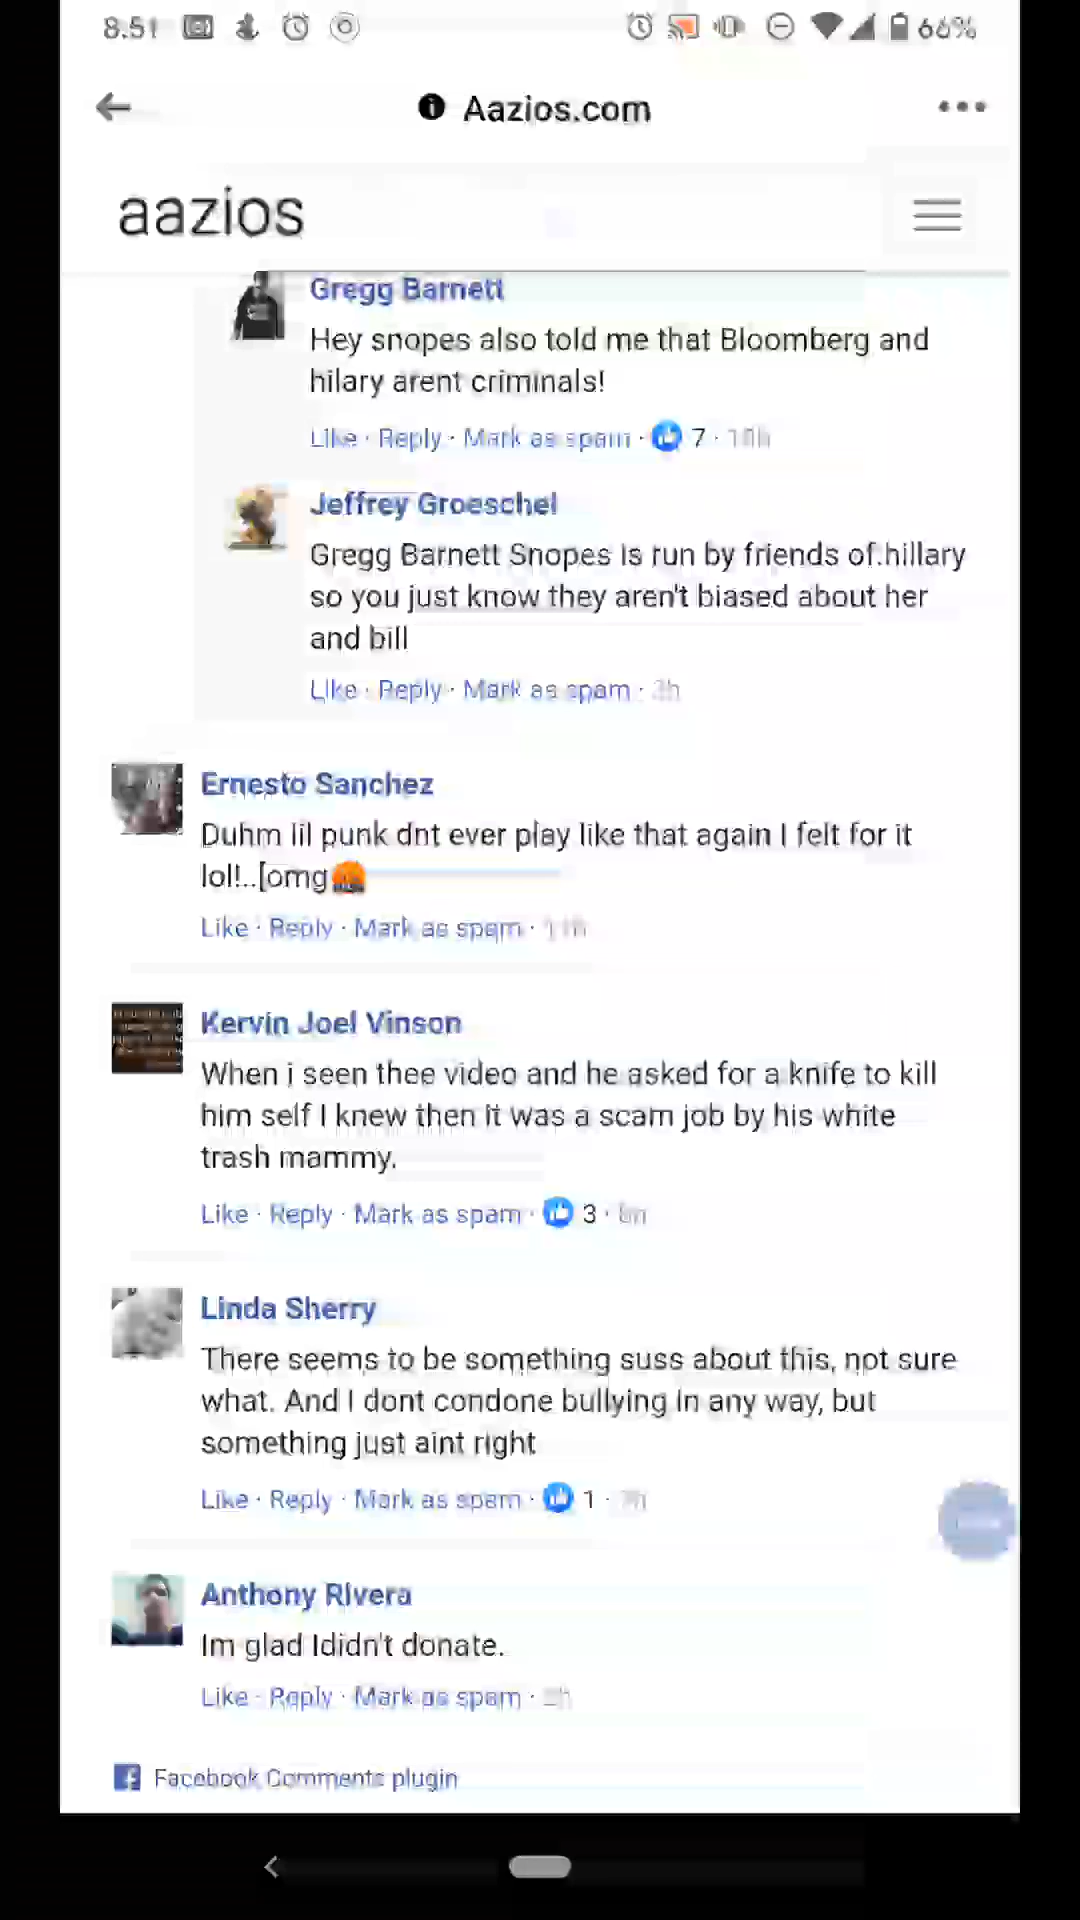 8:51
66%
Aazios.com
aazios
Gregg Barnett
Hey snopes also told me that Bloomberg and
hilary arent criminals!
Like · Reply · Mark as spam · 7 ·
Jeffrey Groeschel
Gregg Barnett Snopes is run by friends of.hillary
so you just know they aren't biased about her
and bill
Like · Reply · Mark as spam ·
Ernesto Sanchez
Duhm lil punk dnt ever play like that again I felt for it
lol!..[omg
Like · Reply · Mark as spam · 11h
Kervin Joel Vinson
When i seen thee video and he asked for a knife to kill
him self I knew then it was a scam job by his white
trash mammy.
Like · Reply · Mark as spam · 3 ·
Linda Sherry
There seems to be something suss about this, not sure
what. And I dont condone bullying in any way, but
something just aint right
Like · Reply · Mark as spam · 1 ·
Anthony Rivera
Im glad Ididn't donate.
Like · Reply · Mark as spam ·
Facebook Comments plugin